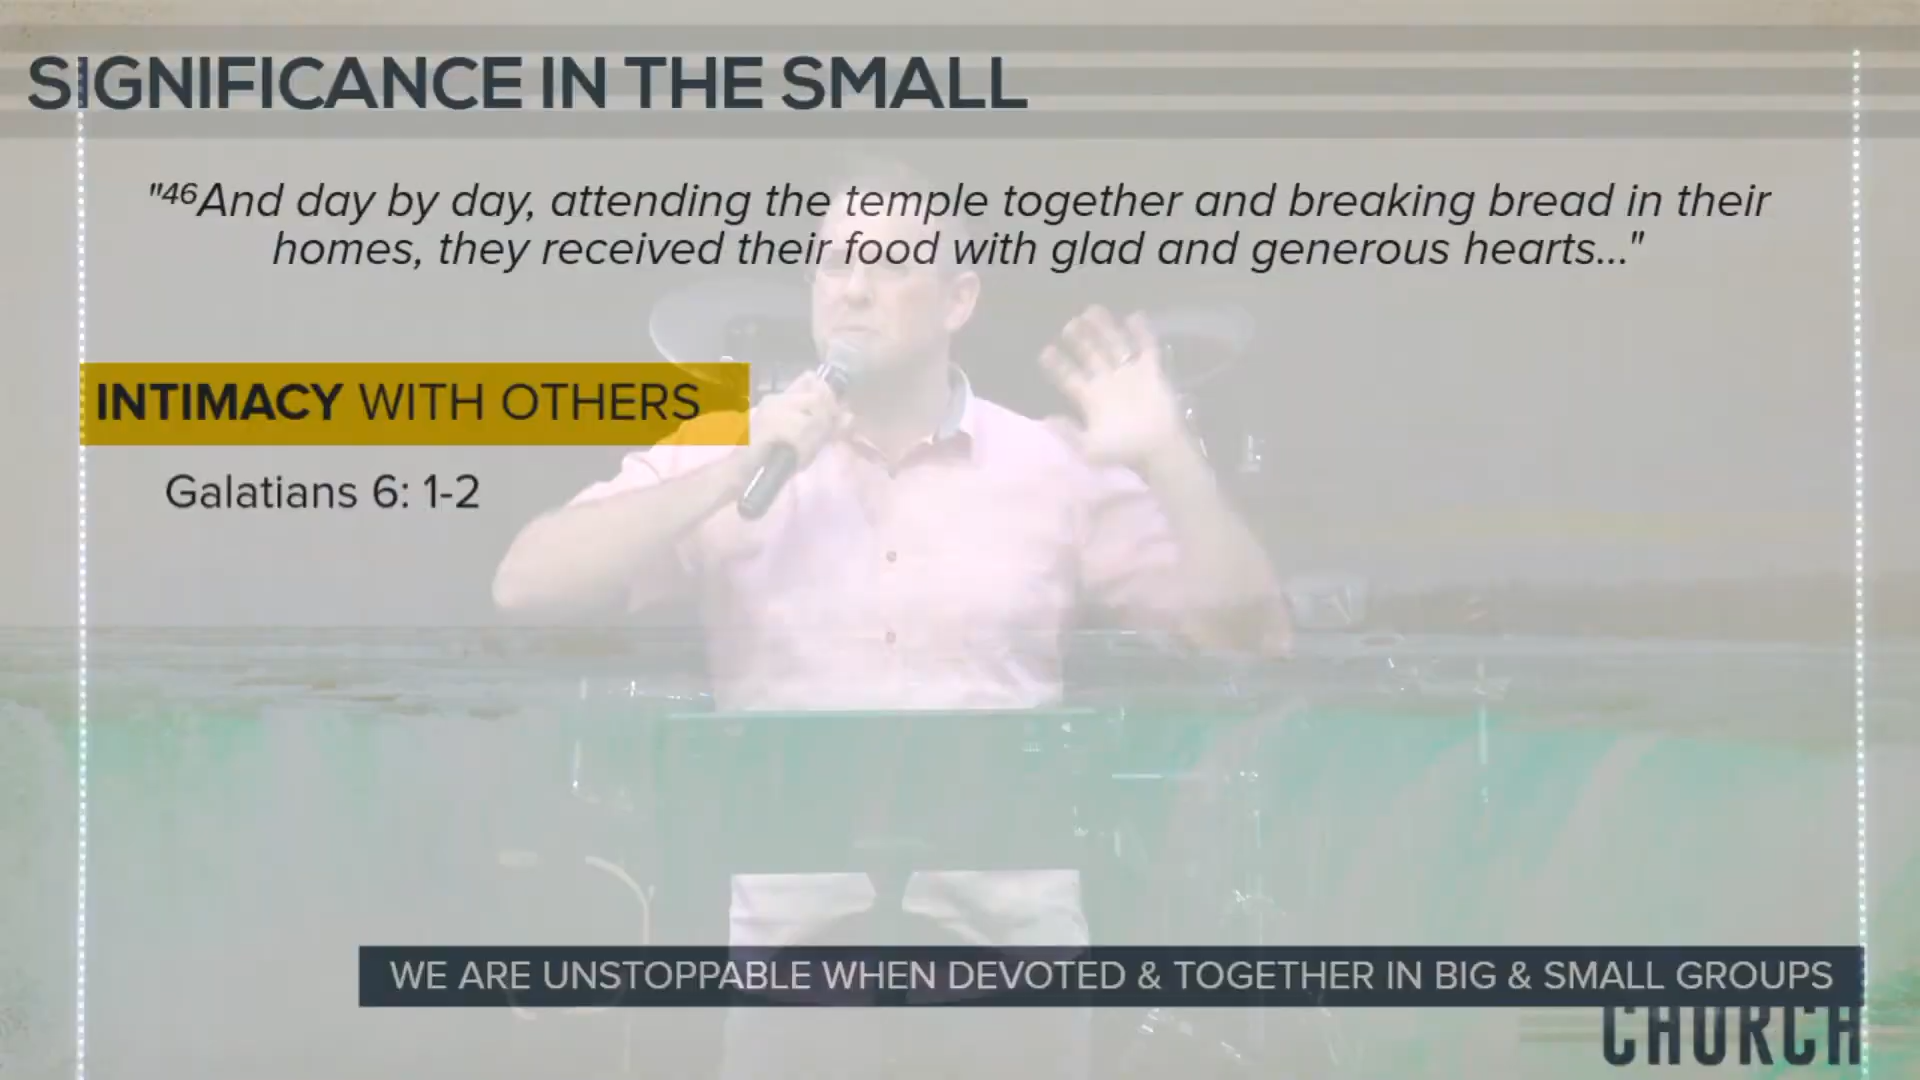 SIGNIFICANCE IN THE SMALL
"⁴⁶And day by day, attending the temple together and breaking bread in their
homes, they received their food with glad and generous hearts..."
INTIMACY WITH OTHERS
Galatians 6: 1-2
WE ARE UNSTOPPABLE WHEN DEVOTED & TOGETHER IN BIG & SMALL GROUPS
CHURCH